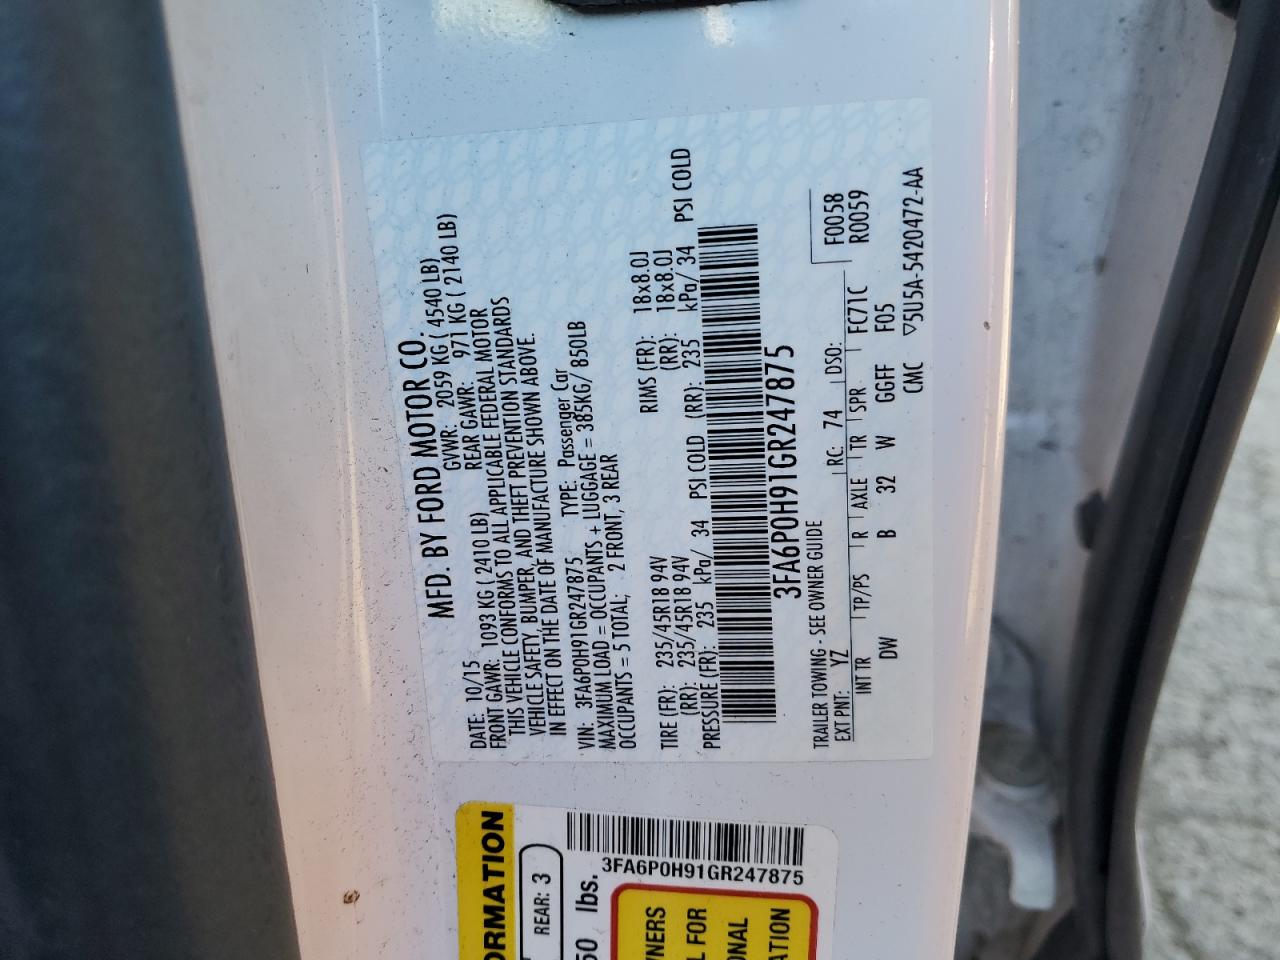 MFD. BY FORD MOTOR CO.
DATE: 10/15 GVWR: 2059 KG ( 4540 LB)
FRONT GAWR: 1093 KG ( 2410 LB) REAR GAWR: 971 KG ( 2140 LB)
THIS VEHICLE CONFORMS TO ALL APPLICABLE FEDERAL MOTOR
VEHICLE SAFETY, BUMPER, AND THEFT PREVENTION STANDARDS
IN EFFECT ON THE DATE OF MANUFACTURE SHOWN ABOVE.
VIN: 3FA6P0H91GR247875 TYPE: Passenger Car
MAXIMUM LOAD = OCCUPANTS + LUGGAGE = 385KG/ 850LB
OCCUPANTS = 5 TOTAL; 2 FRONT, 3 REAR
TIRE (FR): 235/45R18 94V RIMS (FR): 18x8.0J
(RR): 235/45R18 94V (RR): 18x8.0J
PRESSURE (FR): 235 kPa/ 34 PSI COLD (RR): 235 kPa/ 34 PSI COLD
3FA6P0H91GR247875
TRAILER TOWING - SEE OWNER GUIDE F0058
EXT PNT: YZ RC: 74 DSO: R0059
INT TR TP/PS R AXLE TR SPR FC71C
DW B 32 W GGFF F05
CMC ▽5U5A-5420472-AA
ORMATION
REAR: 3
50 lbs.
3FA6P0H91GR247875
WNERS
L FOR
ONAL
ATION